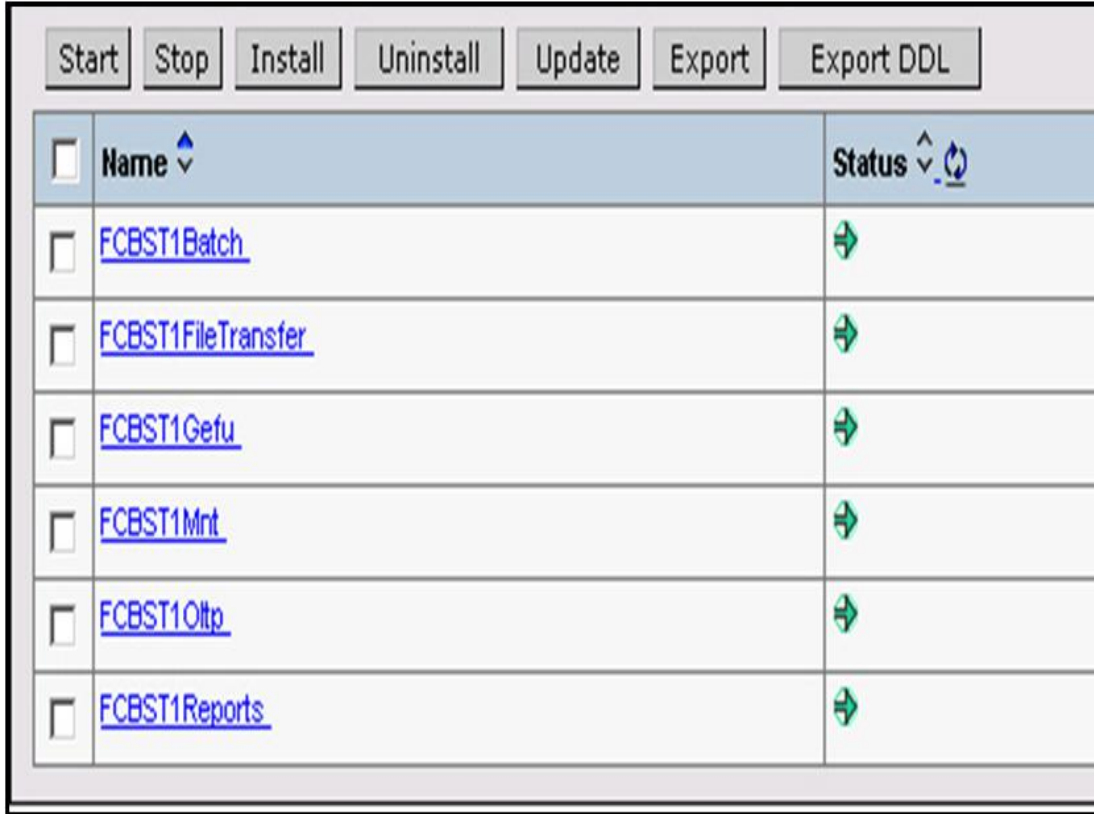 Start Stop Install Uninstall Update Export Export DDL
Name Status
FCBST1Batch
FCBST1FileTransfer
FCBST1Gefu
FCBST1Mnt
FCBST1Oltp
FCBST1Reports